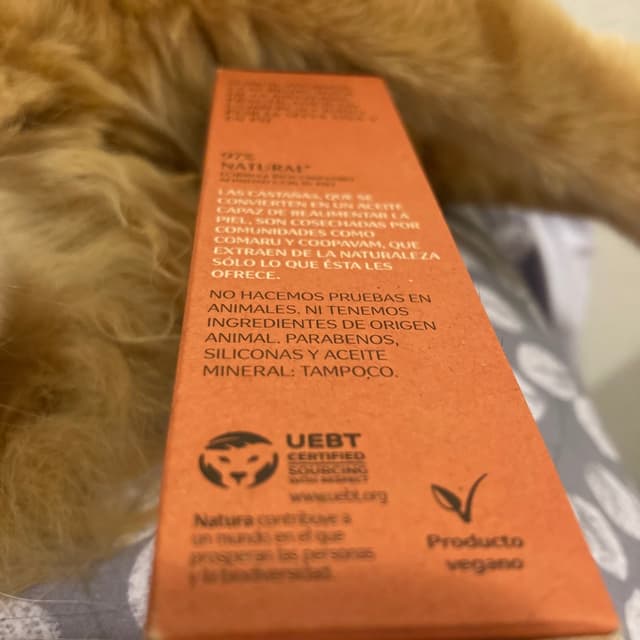 97%
NATURAL*
LAS CASTAÑAS, QUE SE
CONVIERTEN EN UN ACEITE
CAPAZ DE REALIMENTAR LA
PIEL, SON COSECHADAS POR
COMUNIDADES COMO
COMARU Y COOPAVAM, QUE
EXTRAEN DE LA NATURALEZA
SÓLO LO QUE ÉSTA LES
OFRECE.
NO HACEMOS PRUEBAS EN
ANIMALES, NI TENEMOS
INGREDIENTES DE ORIGEN
ANIMAL. PARABENOS,
SILICONAS Y ACEITE
MINERAL: TAMPOCO.
UEBT
CERTIFIED
SOURCING
WITH RESPECT
www.uebt.org
Natura contribuye a
un mundo en el que
prosperan las personas
y la biodiversidad.
Producto
vegano